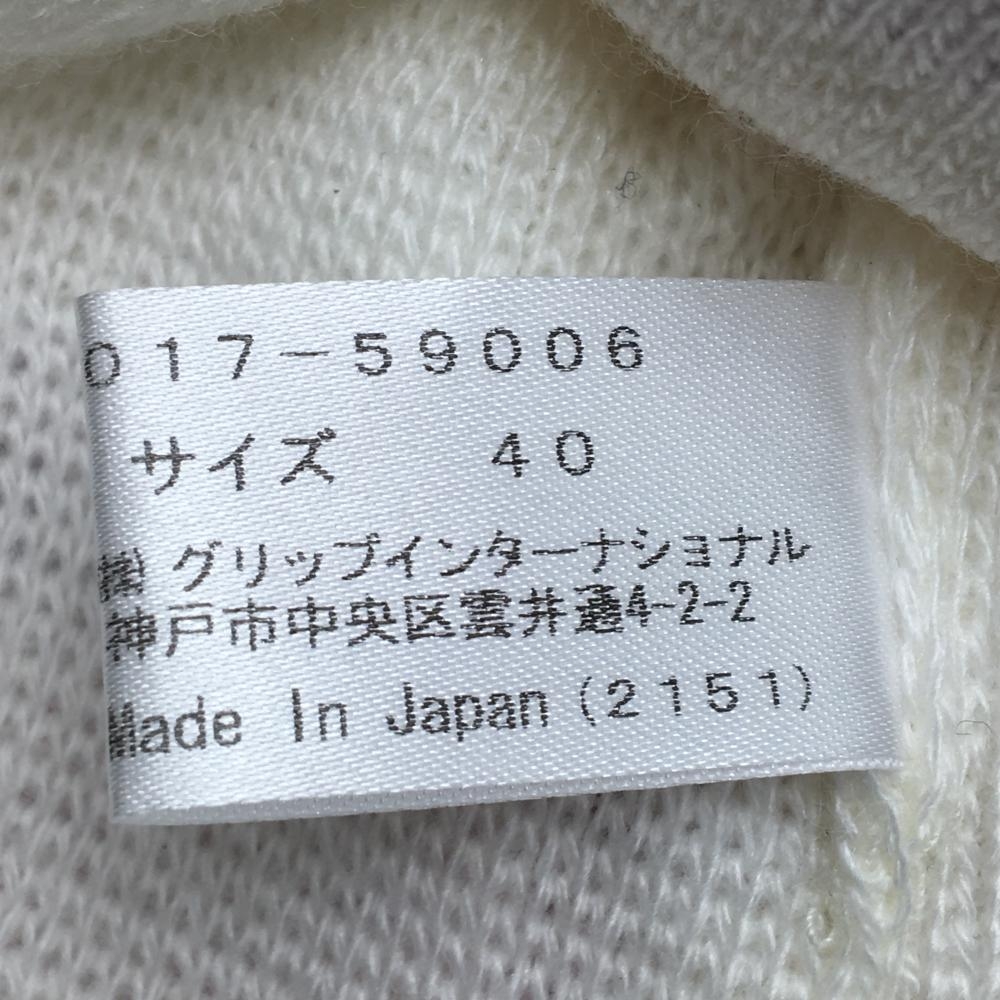 017-59006
サイズ 40
㈱グリップインターナショナル
神戸市中央区雲井通4-2-2
Made In Japan (2151)